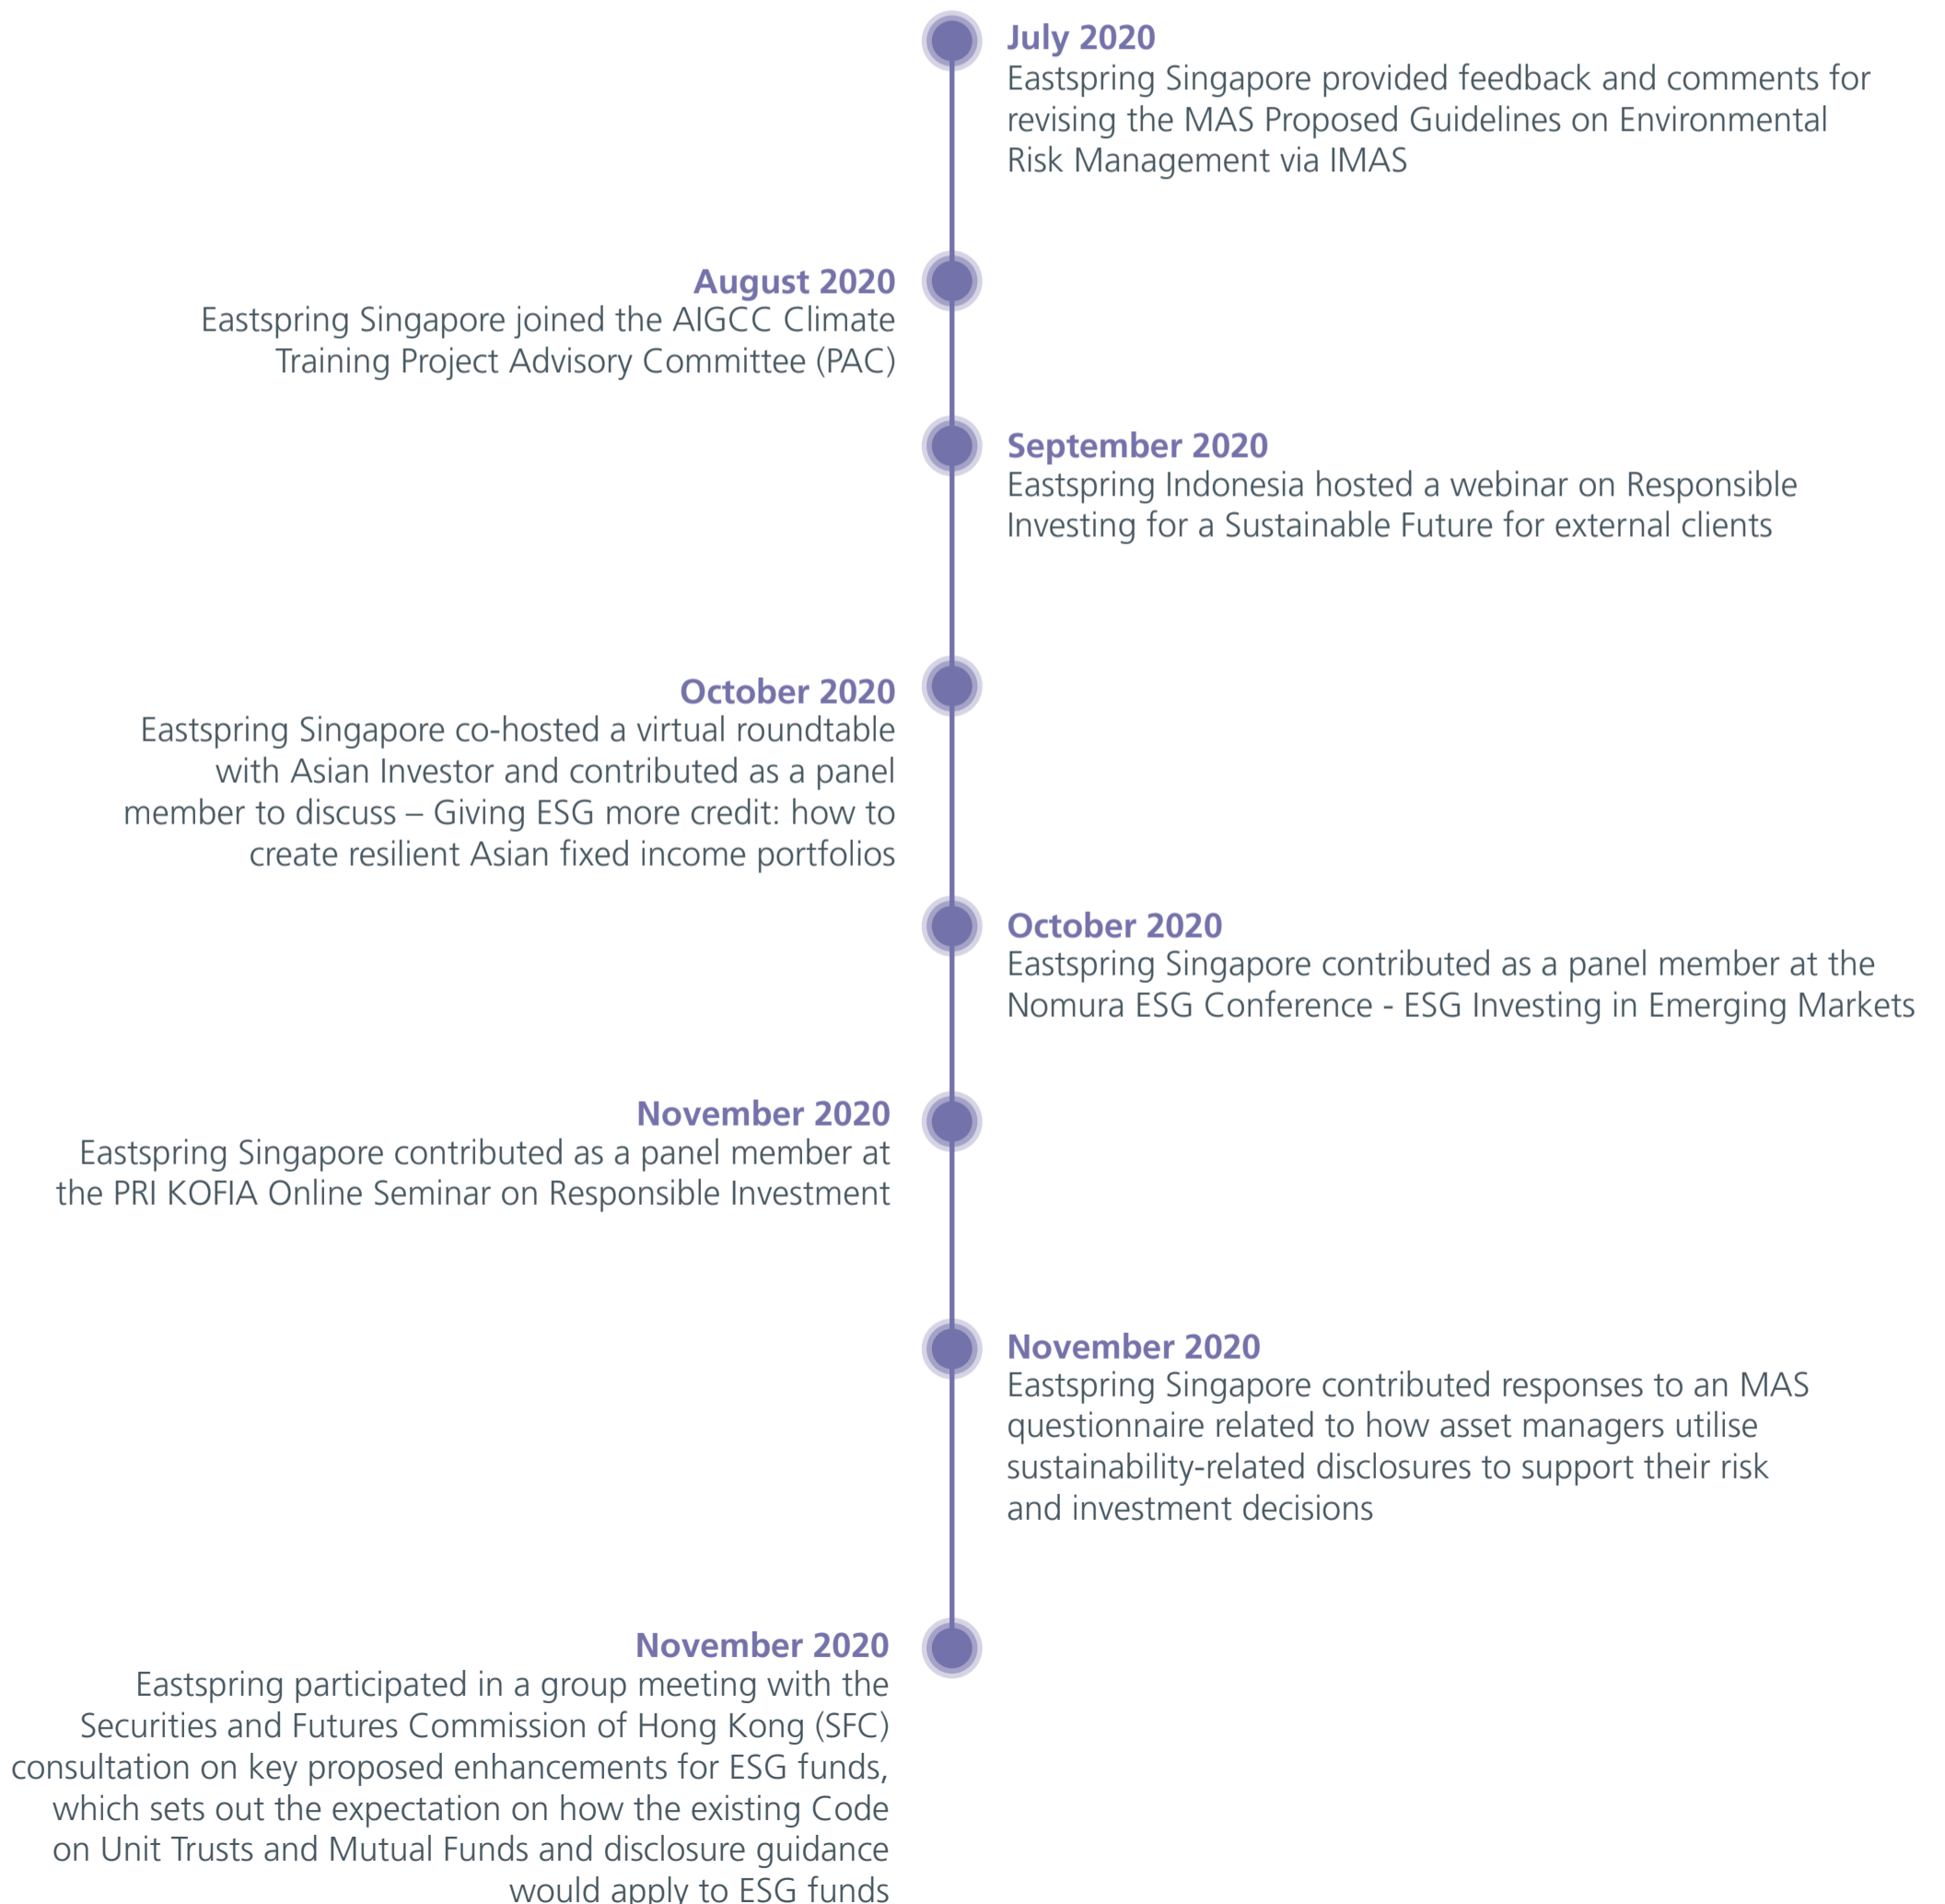 July 2020
Eastspring Singapore provided feedback and comments for
revising the MAS Proposed Guidelines on Environmental
Risk Management via IMAS
August 2020
Eastspring Singapore joined the AIGCC Climate
Training Project Advisory Committee (PAC)
September 2020
Eastspring Indonesia hosted a webinar on Responsible
Investing for a Sustainable Future for external clients
October 2020
Eastspring Singapore co-hosted a virtual roundtable
with Asian Investor and contributed as a panel
member to discuss – Giving ESG more credit: how to
create resilient Asian fixed income portfolios
October 2020
Eastspring Singapore contributed as a panel member at the
Nomura ESG Conference - ESG Investing in Emerging Markets
November 2020
Eastspring Singapore contributed as a panel member at
the PRI KOFIA Online Seminar on Responsible Investment
November 2020
Eastspring Singapore contributed responses to an MAS
questionnaire related to how asset managers utilise
sustainability-related disclosures to support their risk
and investment decisions
November 2020
Eastspring participated in a group meeting with the
Securities and Futures Commission of Hong Kong (SFC)
consultation on key proposed enhancements for ESG funds,
which sets out the expectation on how the existing Code
on Unit Trusts and Mutual Funds and disclosure guidance
would apply to ESG funds